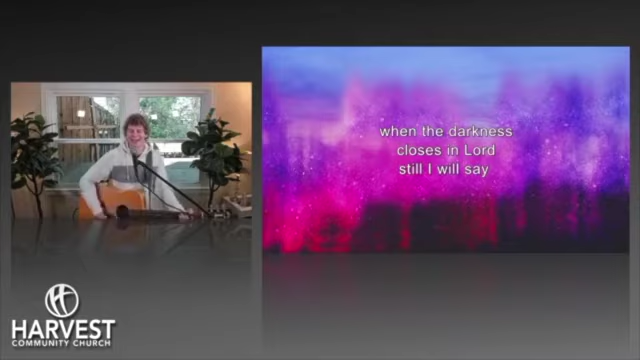 when the darkness
closes in Lord
still I will say
HARVEST
COMMUNITY CHURCH